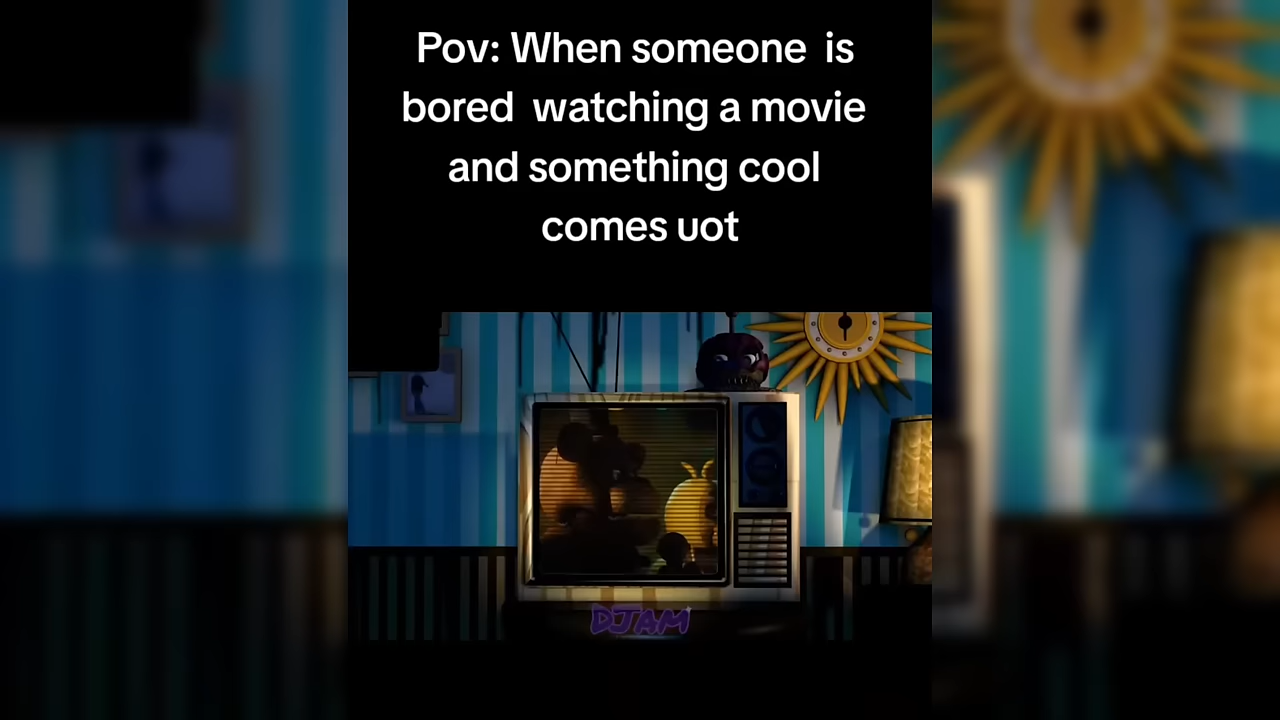 Pov: When someone  is
bored  watching a movie
and something cool
comes uot
DJAM